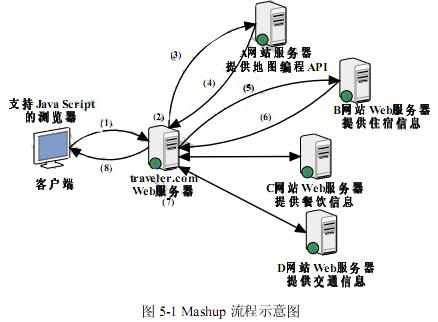 (3)
A网站服务器
提供地图编程API
(4)
支持Java Script
的浏览器
(1)
(2)
(5)
B网站 Web服务器
提供住宿信息
(6)
(8)
客户端
traveler.com
Web服务器
(7)
C网站 Web服务器
提供餐饮信息
D网站 Web服务器
提供交通信息
图 5-1 Mashup 流程示意图